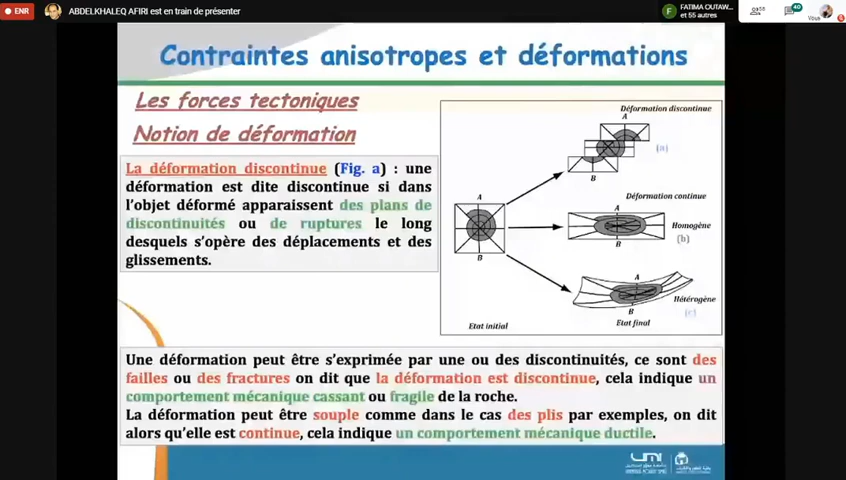 ENR
ABDELKHALEQ AFIRI est en train de présenter
F
FATIMA OUTAW...
et 55 autres
40
Vous
Contraintes anisotropes et déformations
Les forces tectoniques
Notion de déformation
La déformation discontinue (Fig. a) : une
déformation est dite discontinue si dans
l'objet déformé apparaissent des plans de
discontinuités ou de ruptures le long
desquels s'opère des déplacements et des
glissements.
Déformation discontinue
A
(a)
B
Déformation continue
A
A
Homogène
B
(b)
B
A
Hétérogène
B
(c)
Etat initial
Etat final
Une déformation peut être s'exprimée par une ou des discontinuités, ce sont des
failles ou des fractures on dit que la déformation est discontinue, cela indique un
comportement mécanique cassant ou fragile de la roche.
La déformation peut être souple comme dans le cas des plis par exemples, on dit
alors qu'elle est continue, cela indique un comportement mécanique ductile.